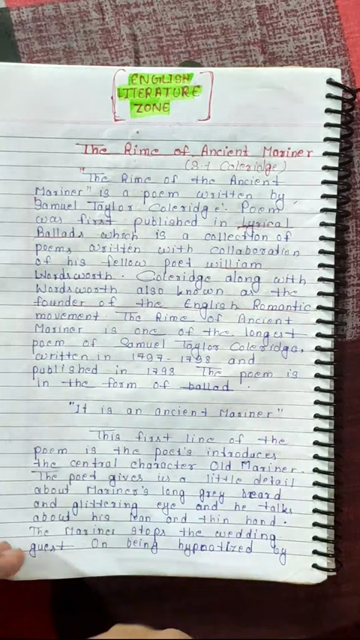 ENGLISH
LITERATURE
ZONE
The Rime of Ancient Mariner
(S.T Coleridge)
"The Rime of the Ancient
Mariner" is a poem written by
Samuel Taylor Coleridge. Poem
was first published in Lyrical
Ballads which is a collection of
poems written with collaboration
of his fellow poet William
Wordsworth. Coleridge along with
Wordsworth also known as the
founder of the English Romantic
movement The Rime of Ancient
Mariner is one of the longest
poem of Samuel Taylor Coleridge,
written in 1797-1798 and
published in 1798 The poem is
in the form of ballad.
"It is an ancient Mariner"
This first line of the
poem is the poet's introduces
the central character Old Mariner.
The poet gives us a little detail
about Mariner's long grey beard
and glittering eye and he talks
about his and thin hand.
The Mariner stops the wedding
guest On being hypnotized by